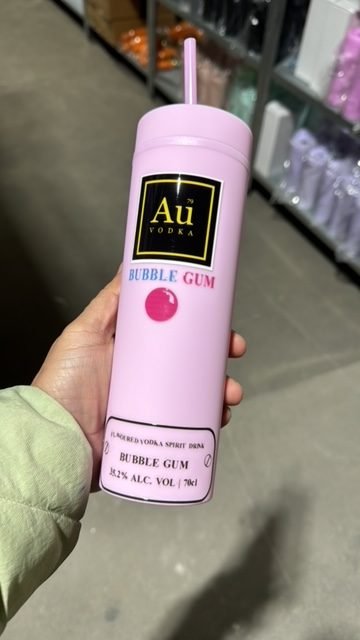 79
Au
VODKA
BUBBLE GUM
FLAVOURED VODKA SPIRIT DRINK
BUBBLE GUM
35.2% ALC. VOL | 70cl